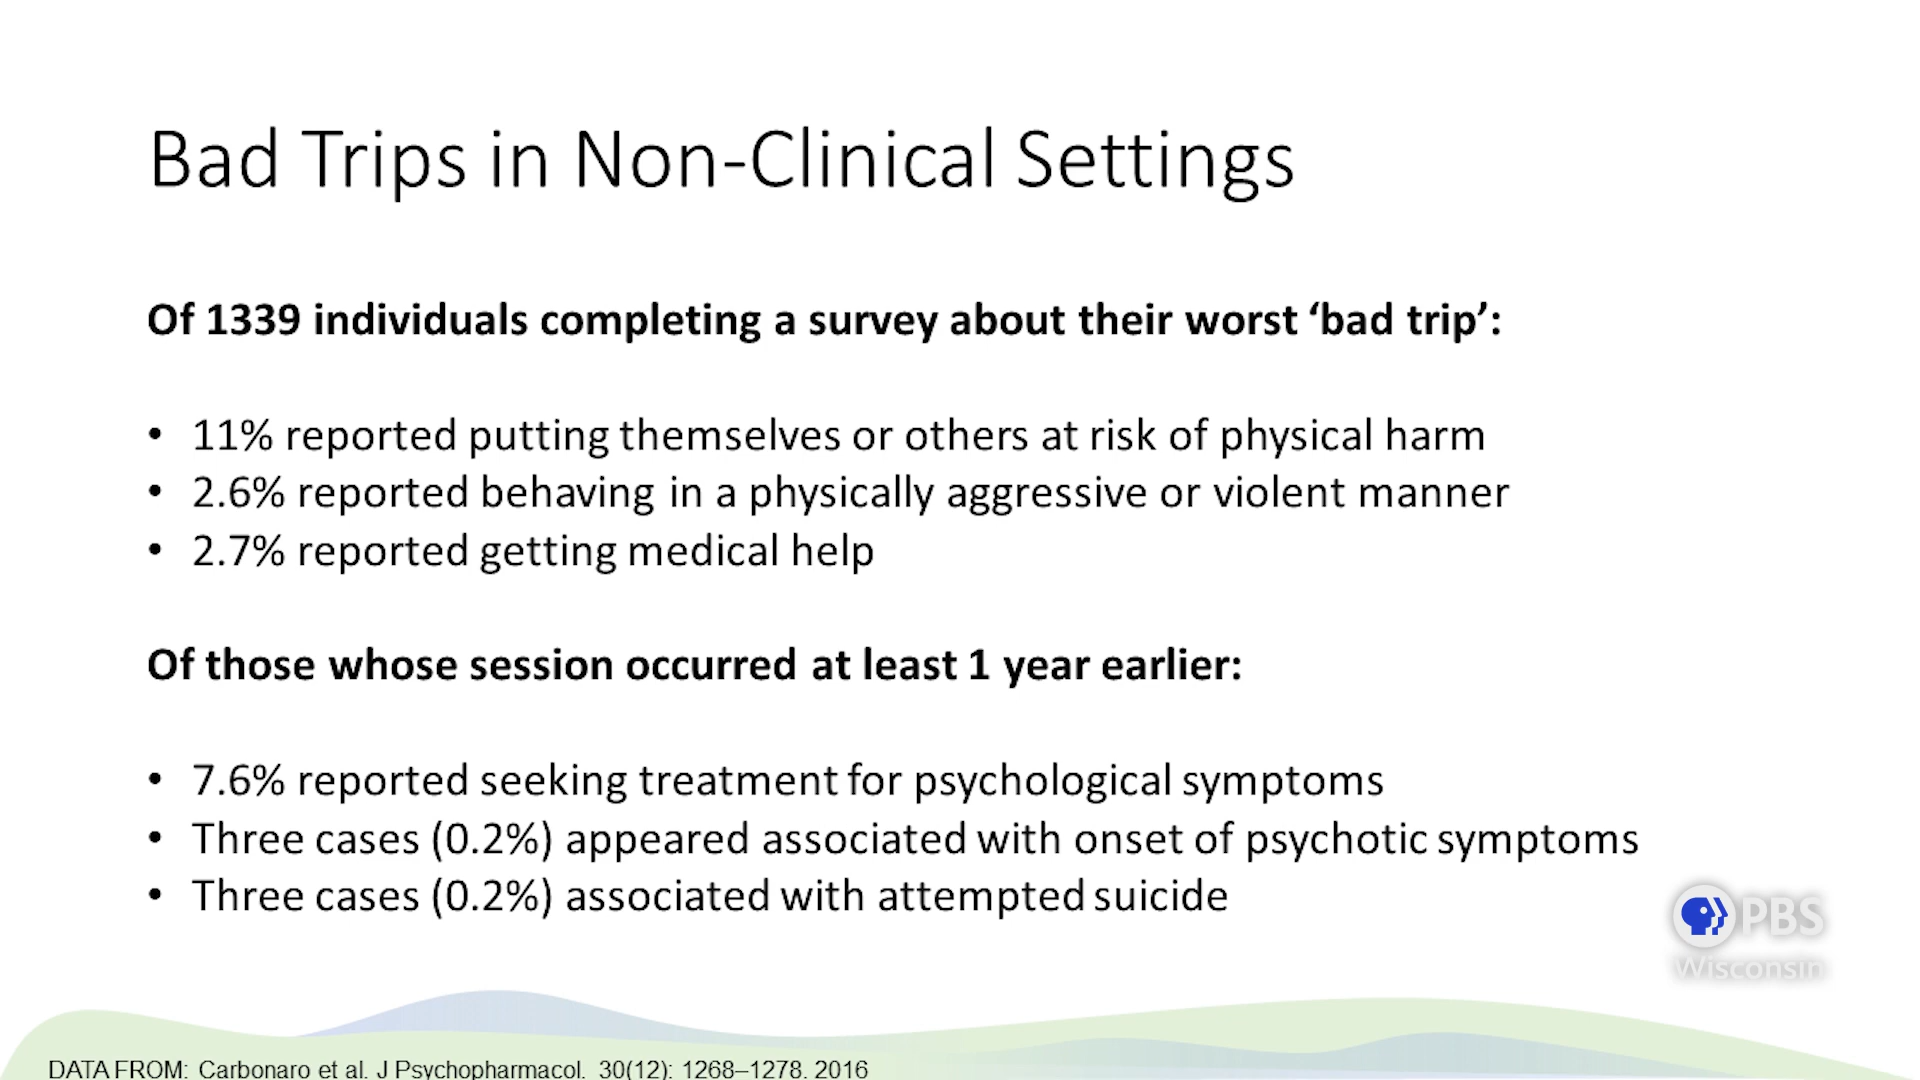 Bad Trips in Non-Clinical Settings
Of 1339 individuals completing a survey about their worst ‘bad trip’:
• 11% reported putting themselves or others at risk of physical harm
• 2.6% reported behaving in a physically aggressive or violent manner
• 2.7% reported getting medical help
Of those whose session occurred at least 1 year earlier:
• 7.6% reported seeking treatment for psychological symptoms
• Three cases (0.2%) appeared associated with onset of psychotic symptoms
• Three cases (0.2%) associated with attempted suicide
PBS
Wisconsin
DATA FROM: Carbonaro et al. J Psychopharmacol. 30(12): 1268–1278. 2016